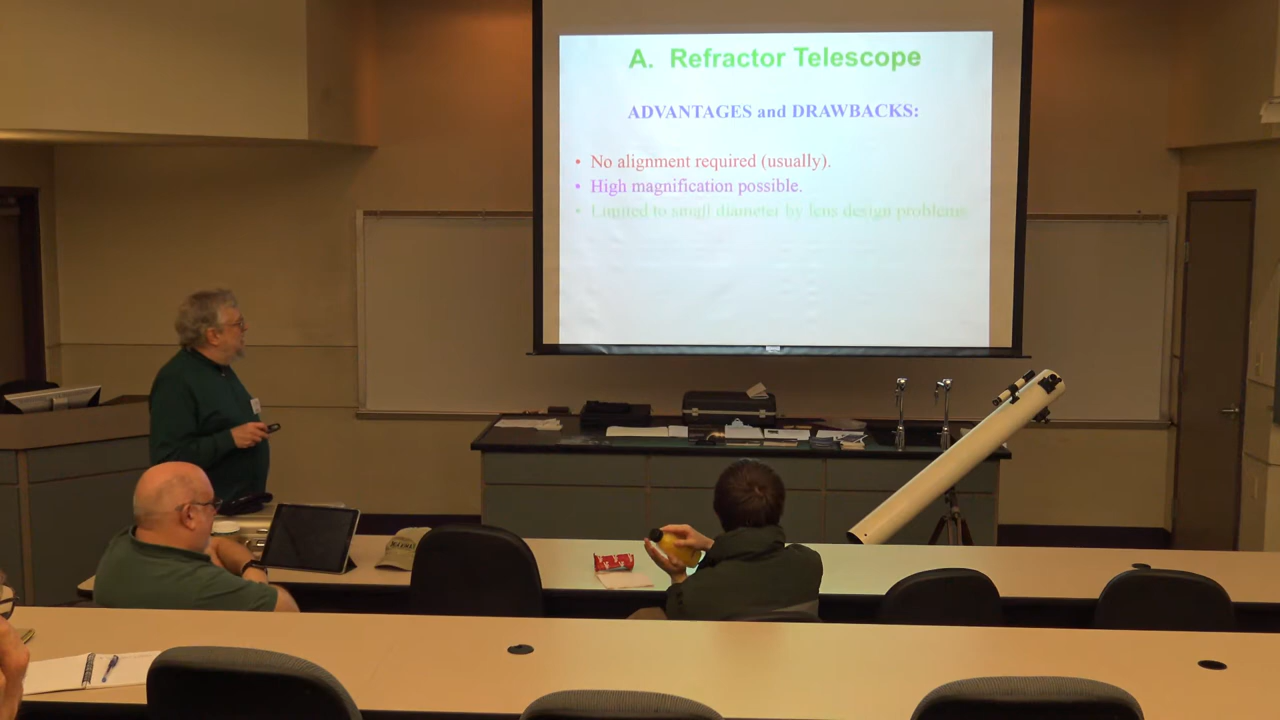 A. Refractor Telescope
ADVANTAGES and DRAWBACKS:
• No alignment required (usually).
• High magnification possible.
• Limited to small diameter by lens design problems